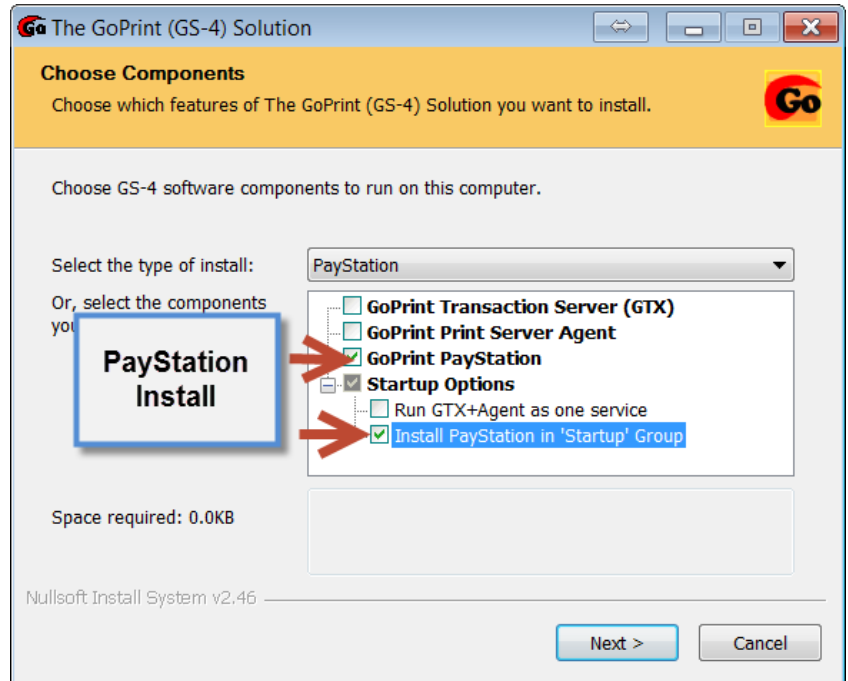 Go The GoPrint (GS-4) Solution
Choose Components
Choose which features of The GoPrint (GS-4) Solution you want to install.
Go
Choose GS-4 software components to run on this computer.
Select the type of install:
PayStation
Or, select the components
GoPrint Transaction Server (GTX)
GoPrint Print Server Agent
GoPrint PayStation
Startup Options
Run GTX+Agent as one service
Install PayStation in 'Startup' Group
PayStation
Install
Space required: 0.0KB
Nullsoft Install System v2.46
Next >
Cancel